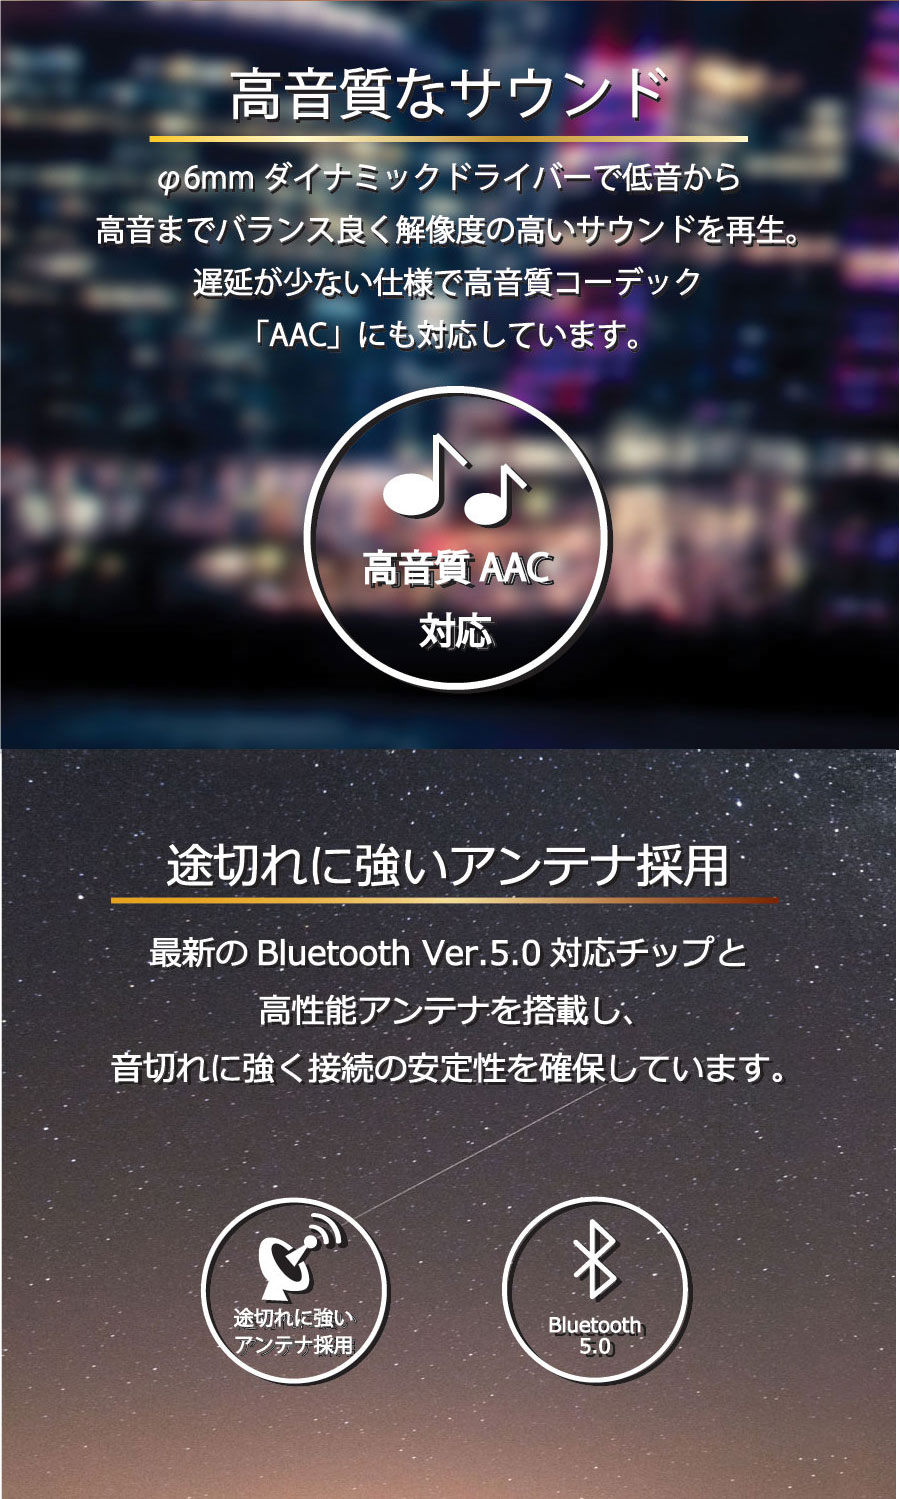 高音質なサウンド
φ6mm ダイナミックドライバーで低音から
高音までバランス良く解像度の高いサウンドを再生。
遅延が少ない仕様で高音質コーデック
「AAC」にも対応しています。
高音質 AAC
対応
途切れに強いアンテナ採用
最新の Bluetooth Ver.5.0 対応チップと
高性能アンテナを搭載し、
音切れに強く接続の安定性を確保しています。
途切れに強い
アンテナ採用
Bluetooth
5.0